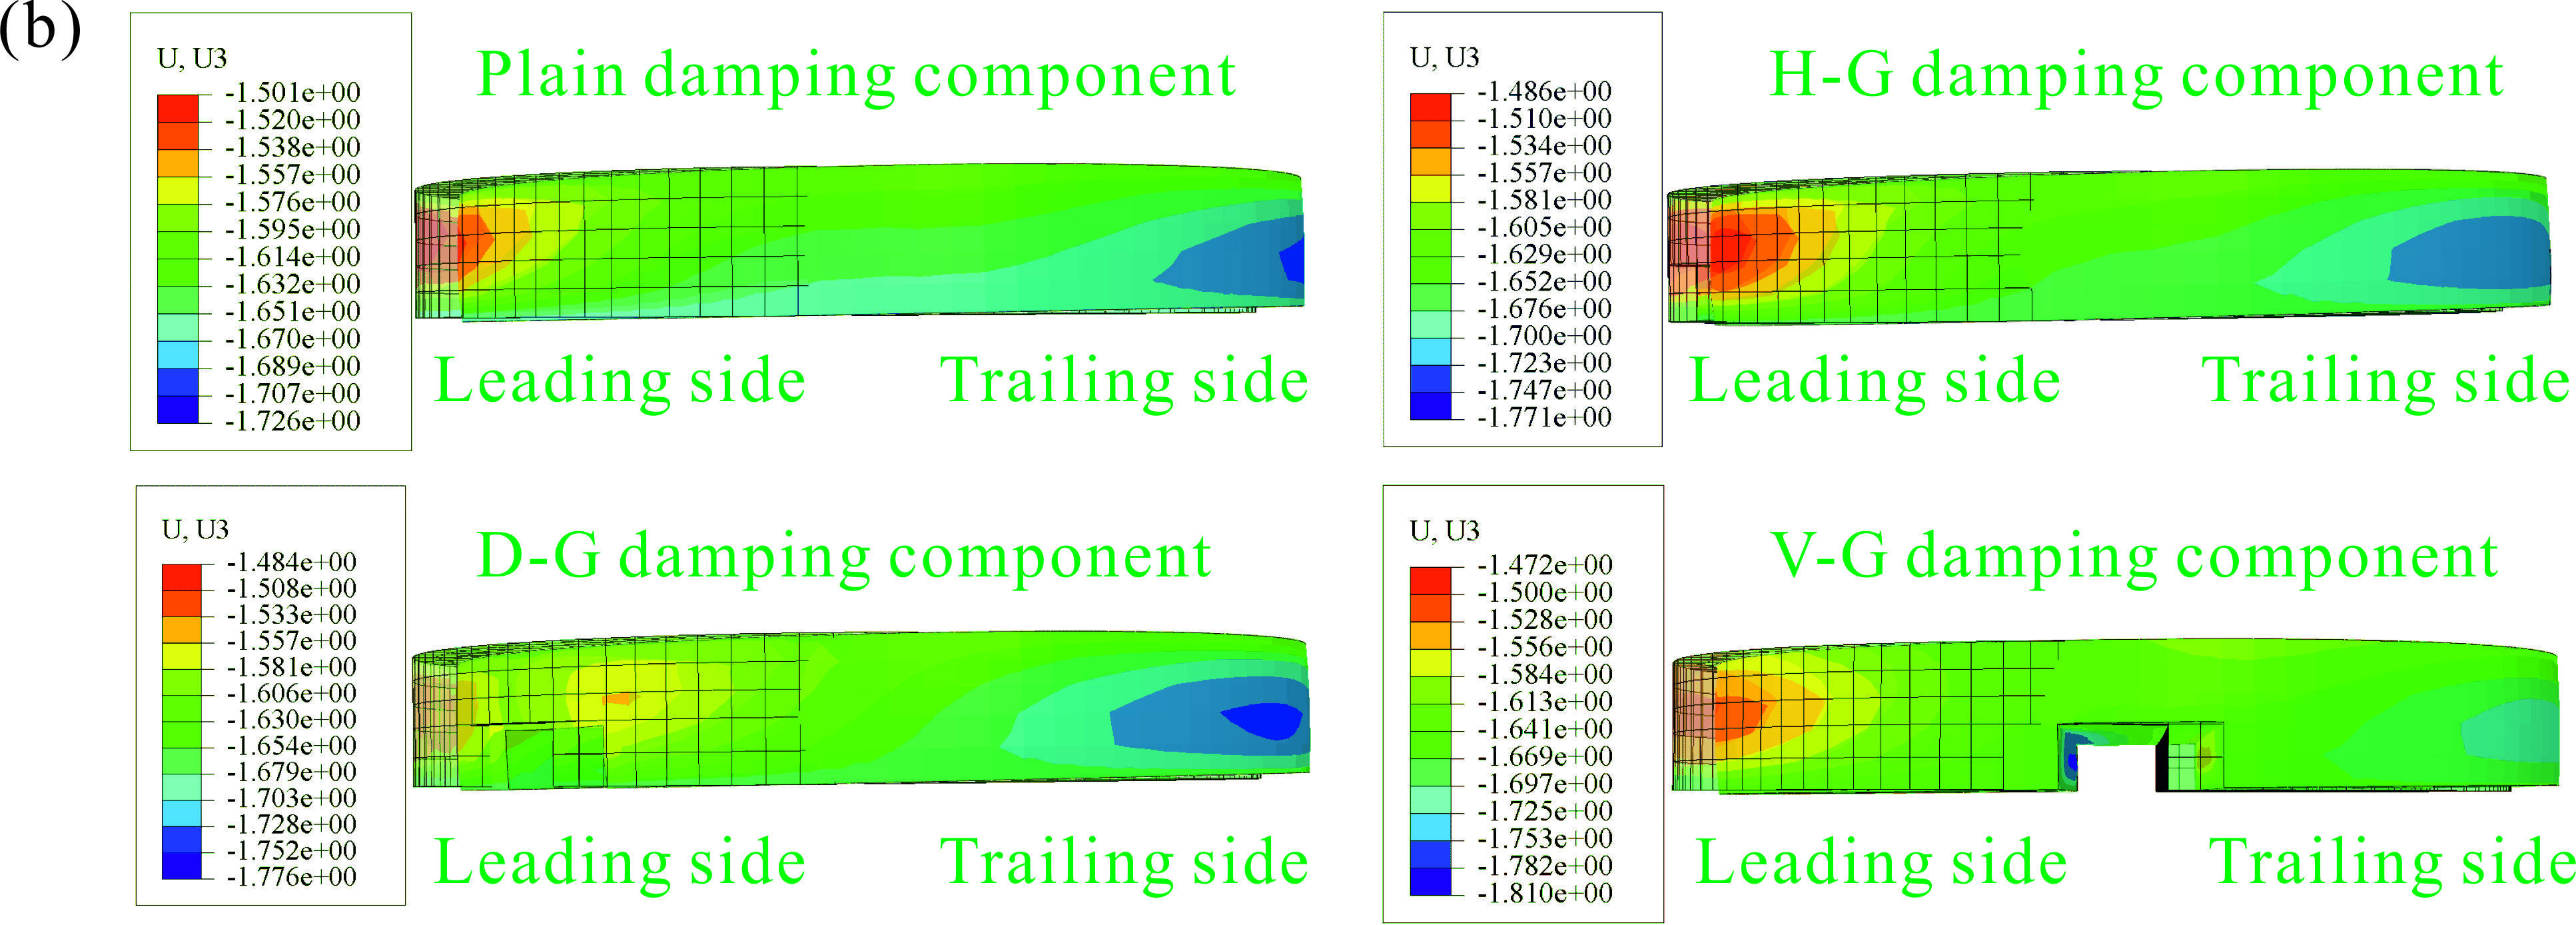 (b)
U, U3
-1.501e+00
-1.520e+00
-1.538e+00
-1.557e+00
-1.576e+00
-1.595e+00
-1.614e+00
-1.632e+00
-1.651e+00
-1.670e+00
-1.689e+00
-1.707e+00
-1.726e+00
Plain damping component
Leading side
Trailing side
U, U3
-1.486e+00
-1.510e+00
-1.534e+00
-1.557e+00
-1.581e+00
-1.605e+00
-1.629e+00
-1.652e+00
-1.676e+00
-1.700e+00
-1.723e+00
-1.747e+00
-1.771e+00
H-G damping component
Leading side
Trailing side
U, U3
-1.484e+00
-1.508e+00
-1.533e+00
-1.557e+00
-1.581e+00
-1.606e+00
-1.630e+00
-1.654e+00
-1.679e+00
-1.703e+00
-1.728e+00
-1.752e+00
-1.776e+00
D-G damping component
Leading side
Trailing side
U, U3
-1.472e+00
-1.500e+00
-1.528e+00
-1.556e+00
-1.584e+00
-1.613e+00
-1.641e+00
-1.669e+00
-1.697e+00
-1.725e+00
-1.753e+00
-1.782e+00
-1.810e+00
V-G damping component
Leading side
Trailing side